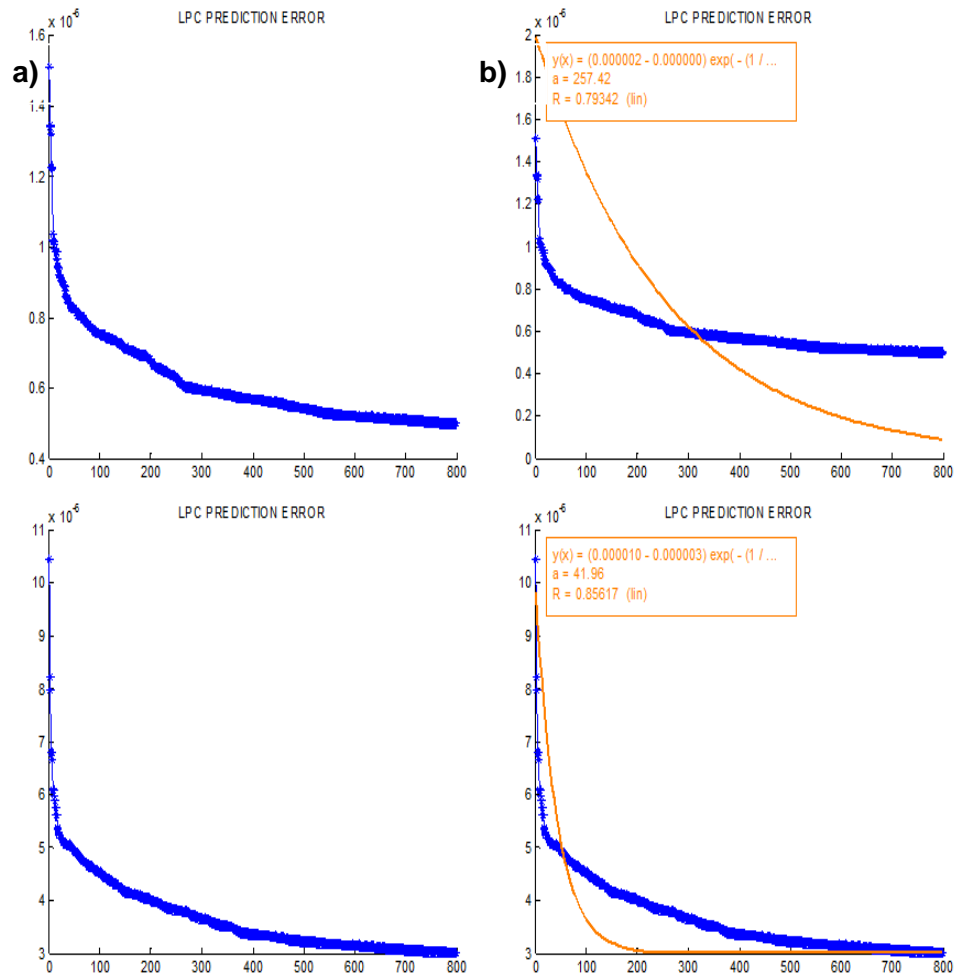 a)
x 10-6
LPC PREDICTION ERROR
1.6
1.4
1.2
1
0.8
0.6
0.4
0 100 200 300 400 500 600 700 800
b)
x 10-6
LPC PREDICTION ERROR
y(x) = (0.000002 - 0.000000) exp( - (1 / ...
a = 257.42
R = 0.79342 (lin)
2
1.8
1.6
1.4
1.2
1
0.8
0.6
0.4
0.2
0
0 100 200 300 400 500 600 700 800
x 10-6
LPC PREDICTION ERROR
11
10
9
8
7
6
5
4
3
0 100 200 300 400 500 600 700 800
x 10-6
LPC PREDICTION ERROR
y(x) = (0.000010 - 0.000003) exp( - (1 / ...
a = 41.96
R = 0.85617 (lin)
11
10
9
8
7
6
5
4
3
0 100 200 300 400 500 600 700 800